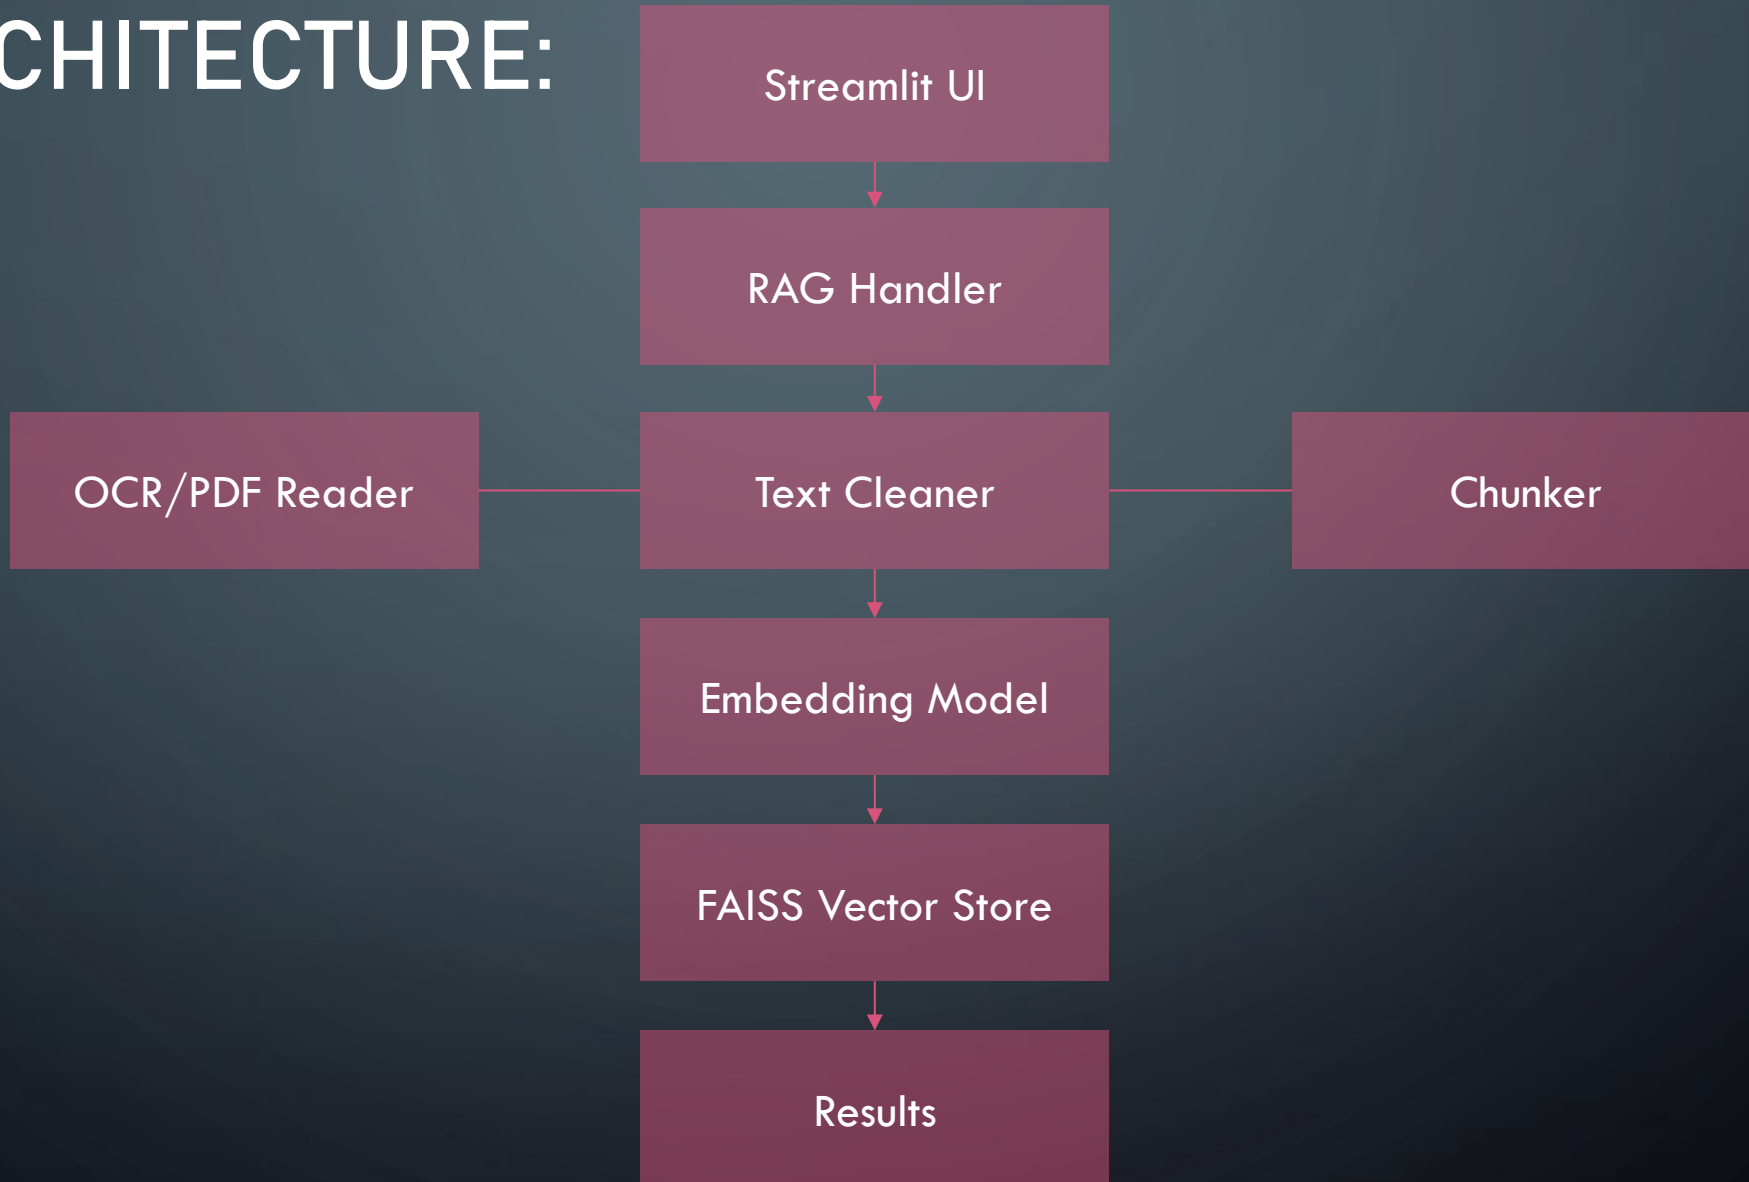 CHITECTURE:
Streamlit UI
RAG Handler
OCR/PDF Reader
Text Cleaner
Chunker
Embedding Model
FAISS Vector Store
Results